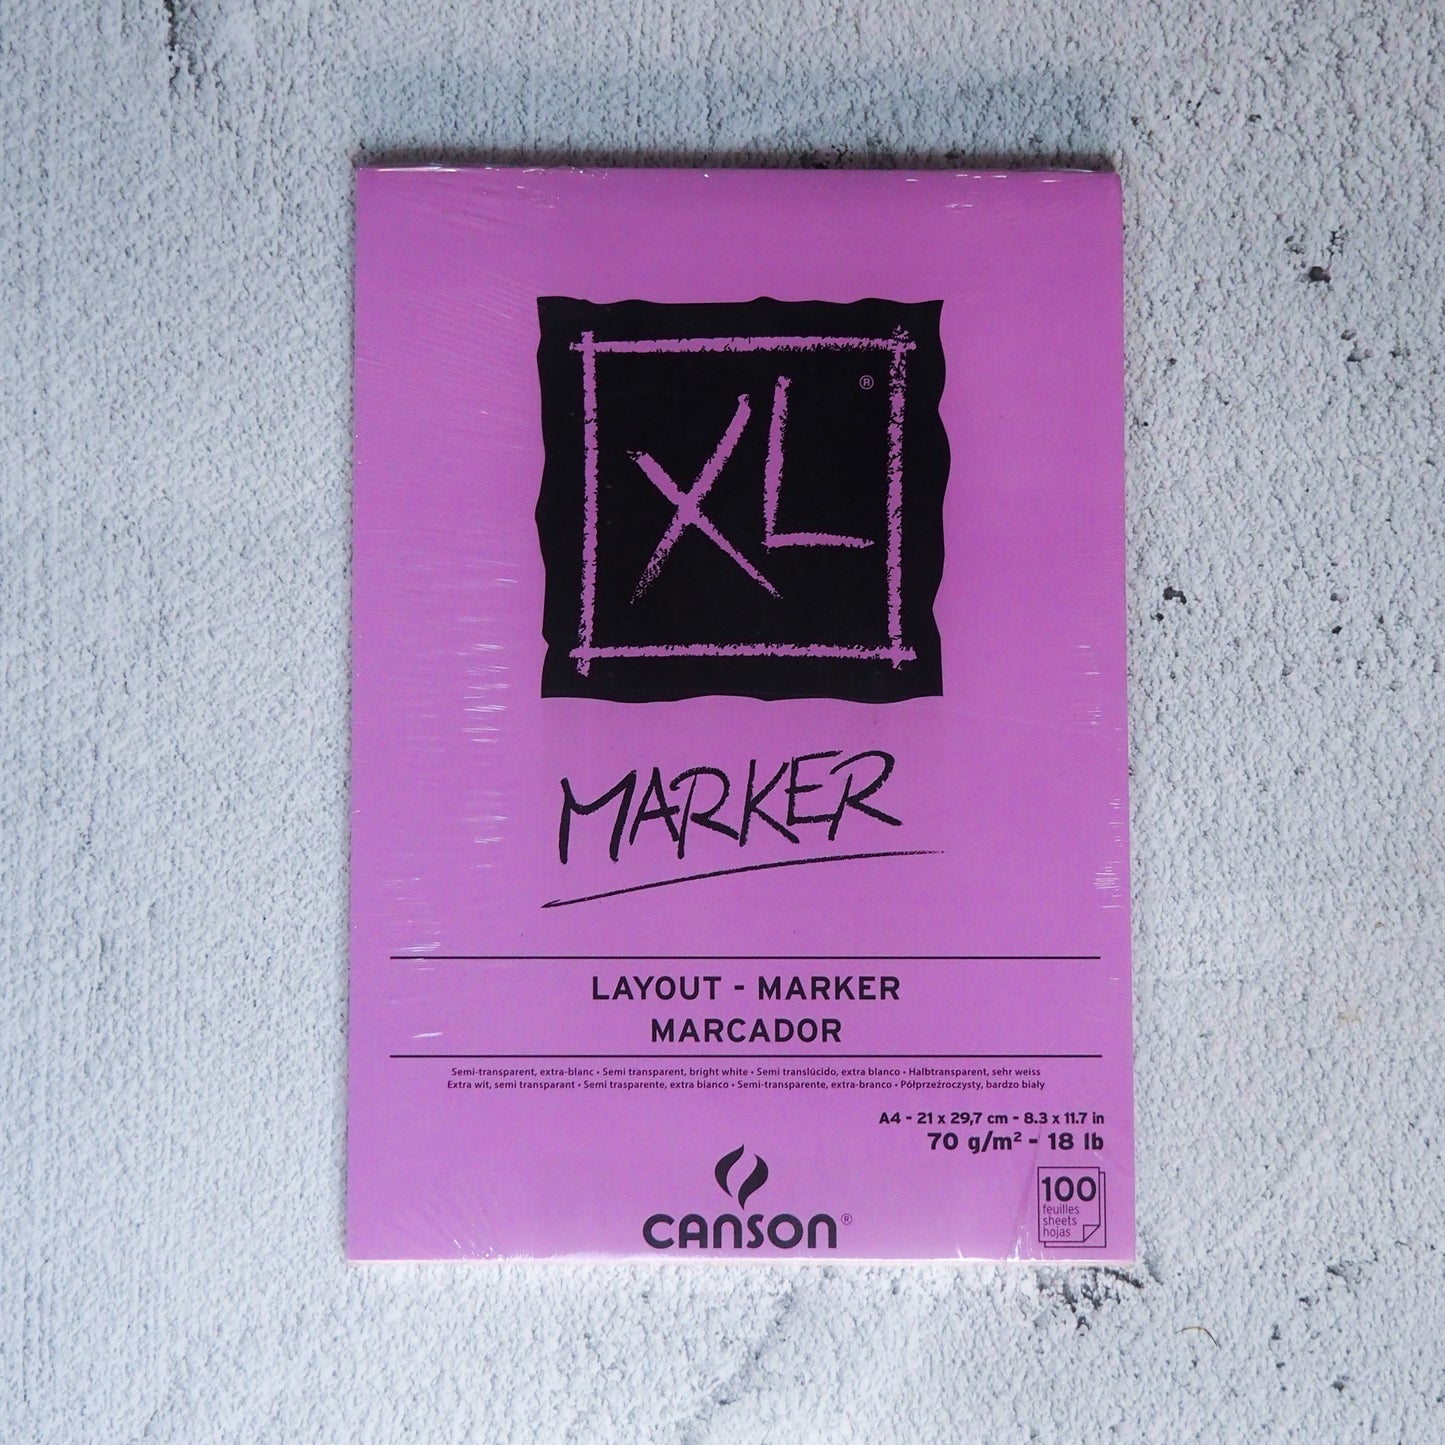 XL®
MARKER
LAYOUT - MARKER
MARCADOR
Semi-transparent, extra-blanc • Semi transparent, bright white • Semi translúcido, extra blanco • Halbtransparent, sehr weiss
Extra wit, semi transparant • Semi trasparente, extra bianco • Semi-transparente, extra-branco • Półprzeźroczysty, bardzo biały
A4 - 21 x 29,7 cm - 8.3 x 11.7 in
70 g/m² - 18 lb
100
feuilles
sheets
hojas
CANSON®